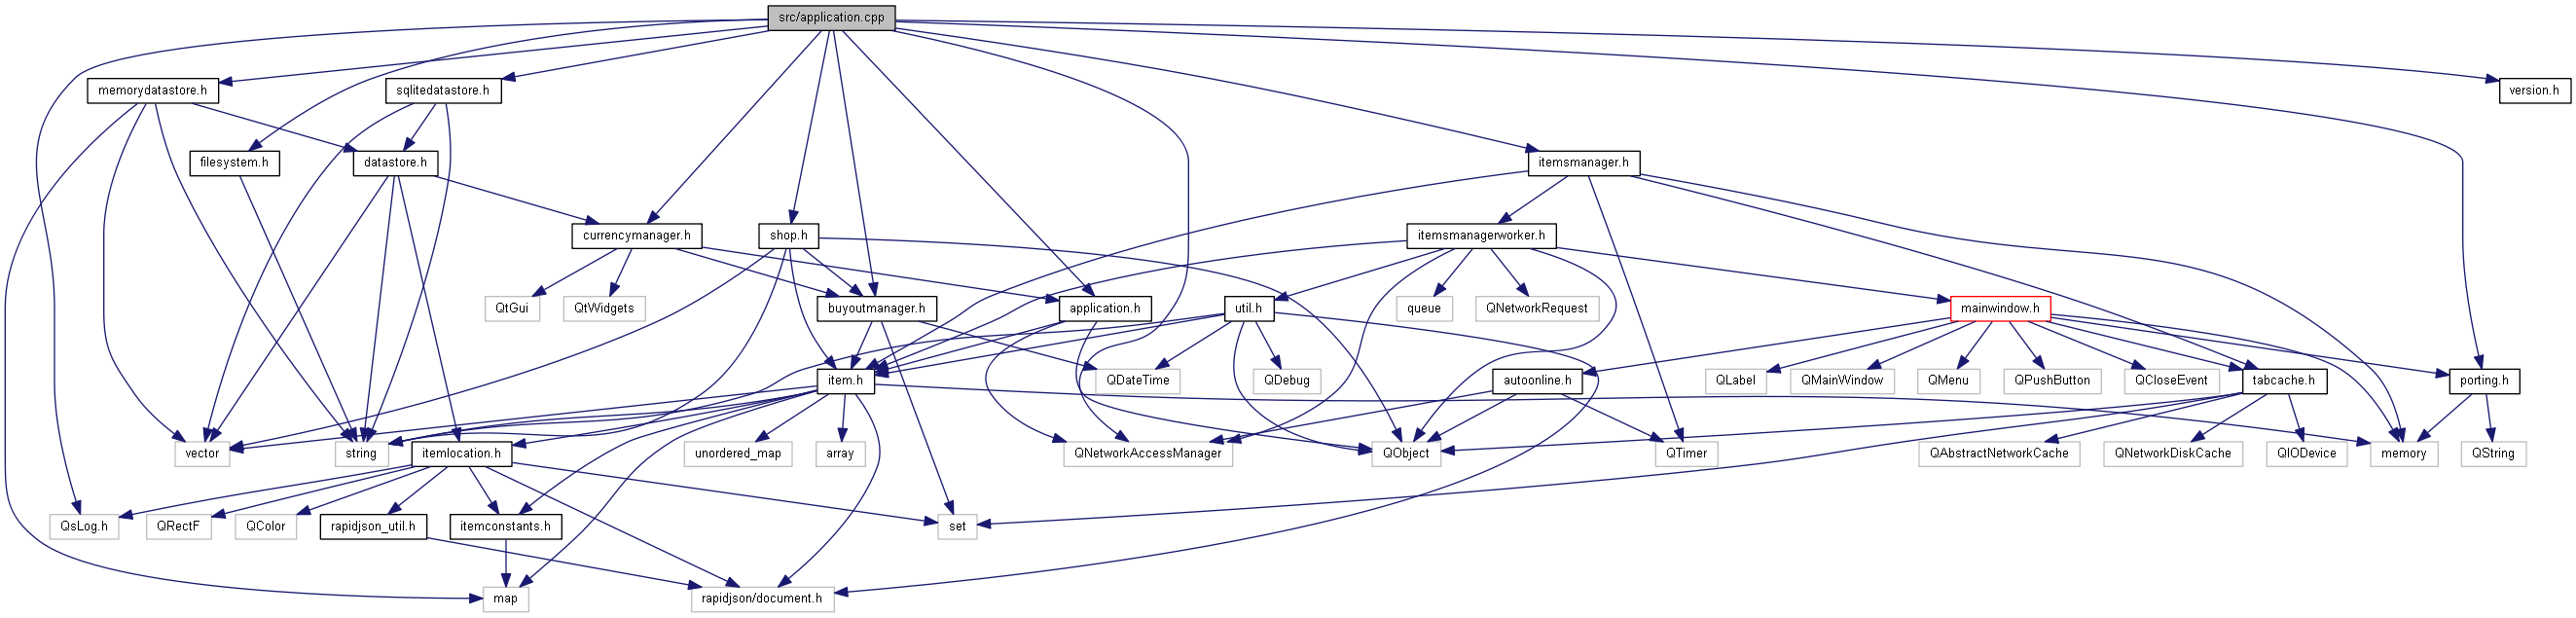 src/application.cpp
memorydatastore.h
sqlitedatastore.h
version.h
filesystem.h
datastore.h
itemsmanager.h
currencymanager.h
shop.h
itemsmanagerworker.h
QtGui
QtWidgets
buyoutmanager.h
application.h
util.h
queue
QNetworkRequest
mainwindow.h
item.h
QDateTime
QDebug
autoonline.h
QLabel
QMainWindow
QMenu
QPushButton
QCloseEvent
tabcache.h
porting.h
vector
string
itemlocation.h
unordered_map
array
QNetworkAccessManager
QObject
QTimer
QAbstractNetworkCache
QNetworkDiskCache
QIODevice
memory
QString
QsLog.h
QRectF
QColor
rapidjson_util.h
itemconstants.h
set
map
rapidjson/document.h